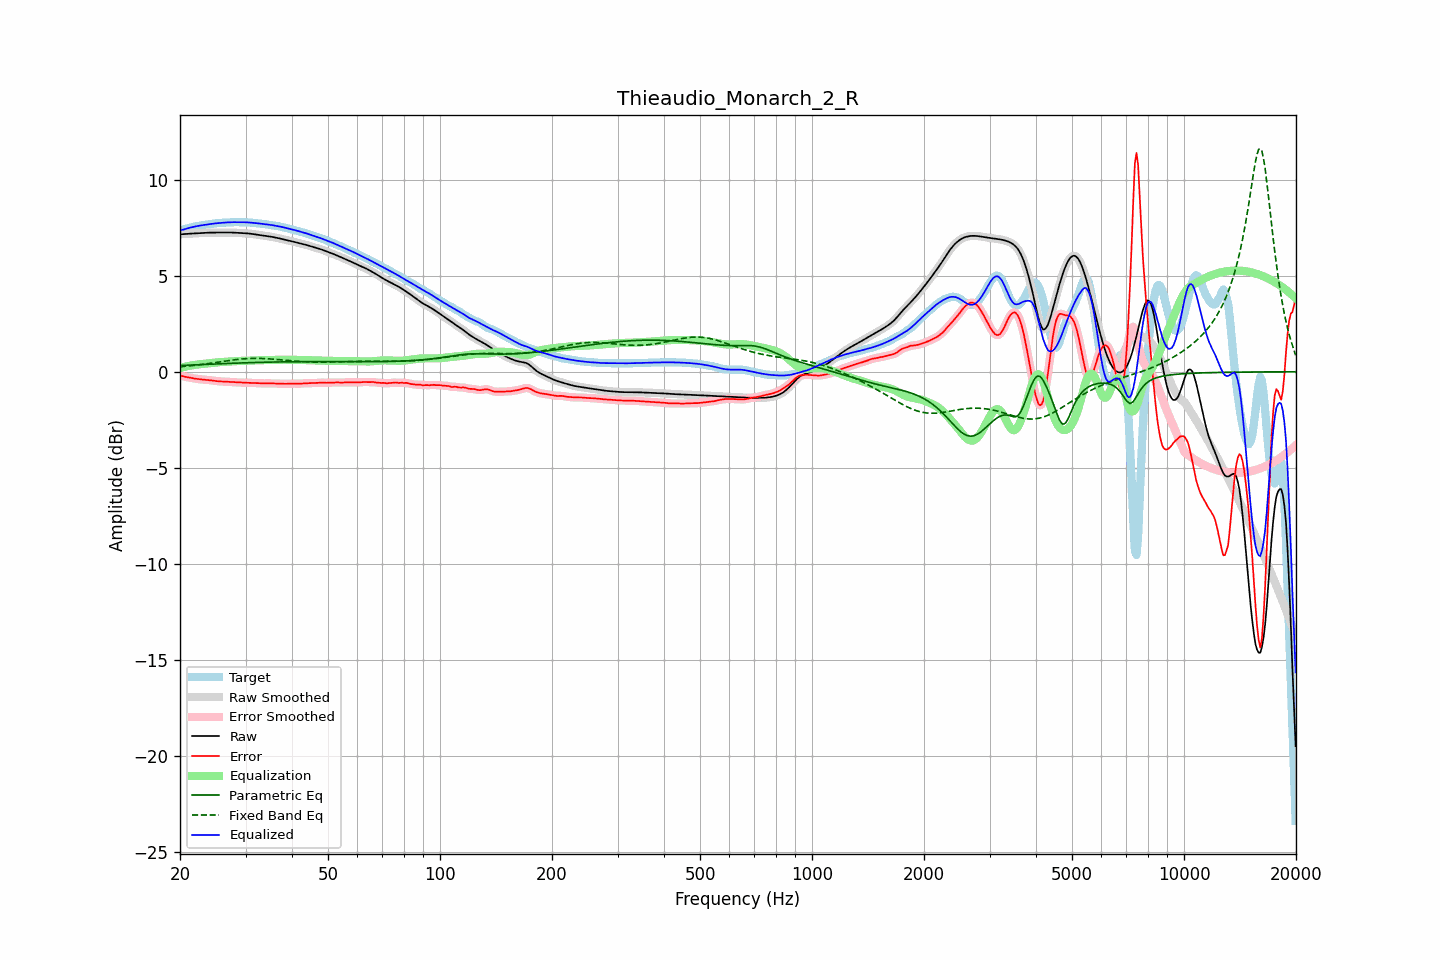 Thieaudio_Monarch_2_R
Amplitude (dBr)
10
5
0
−5
−10
−15
−20
−25
Target
Raw Smoothed
Error Smoothed
Raw
Error
Equalization
Parametric Eq
Fixed Band Eq
Equalized
20 50 100 200 500 1000 2000 5000 10000 20000
Frequency (Hz)